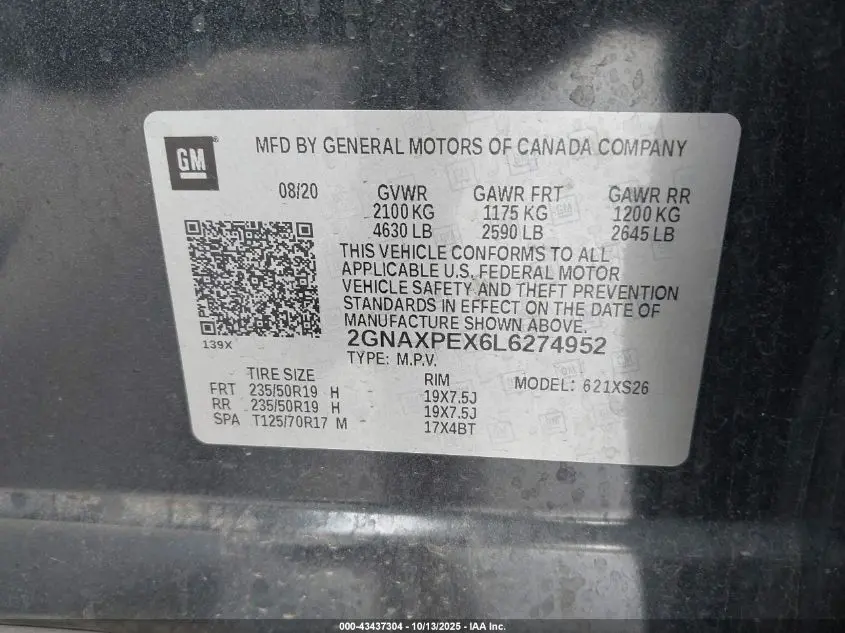 GM
MFD BY GENERAL MOTORS OF CANADA COMPANY
08/20 GVWR GAWR FRT GAWR RR
2100 KG 1175 KG 1200 KG
4630 LB 2590 LB 2645 LB
THIS VEHICLE CONFORMS TO ALL
APPLICABLE U.S. FEDERAL MOTOR
VEHICLE SAFETY AND THEFT PREVENTION
STANDARDS IN EFFECT ON THE DATE OF
MANUFACTURE SHOWN ABOVE.
139X
2GNAXPEX6L6274952
TYPE: M.P.V.
TIRE SIZE RIM MODEL: 621XS26
FRT 235/50R19 H 19X7.5J
RR 235/50R19 H 19X7.5J
SPA T125/70R17 M 17X4BT
000-43437304 - 10/13/2025 - IAA Inc.